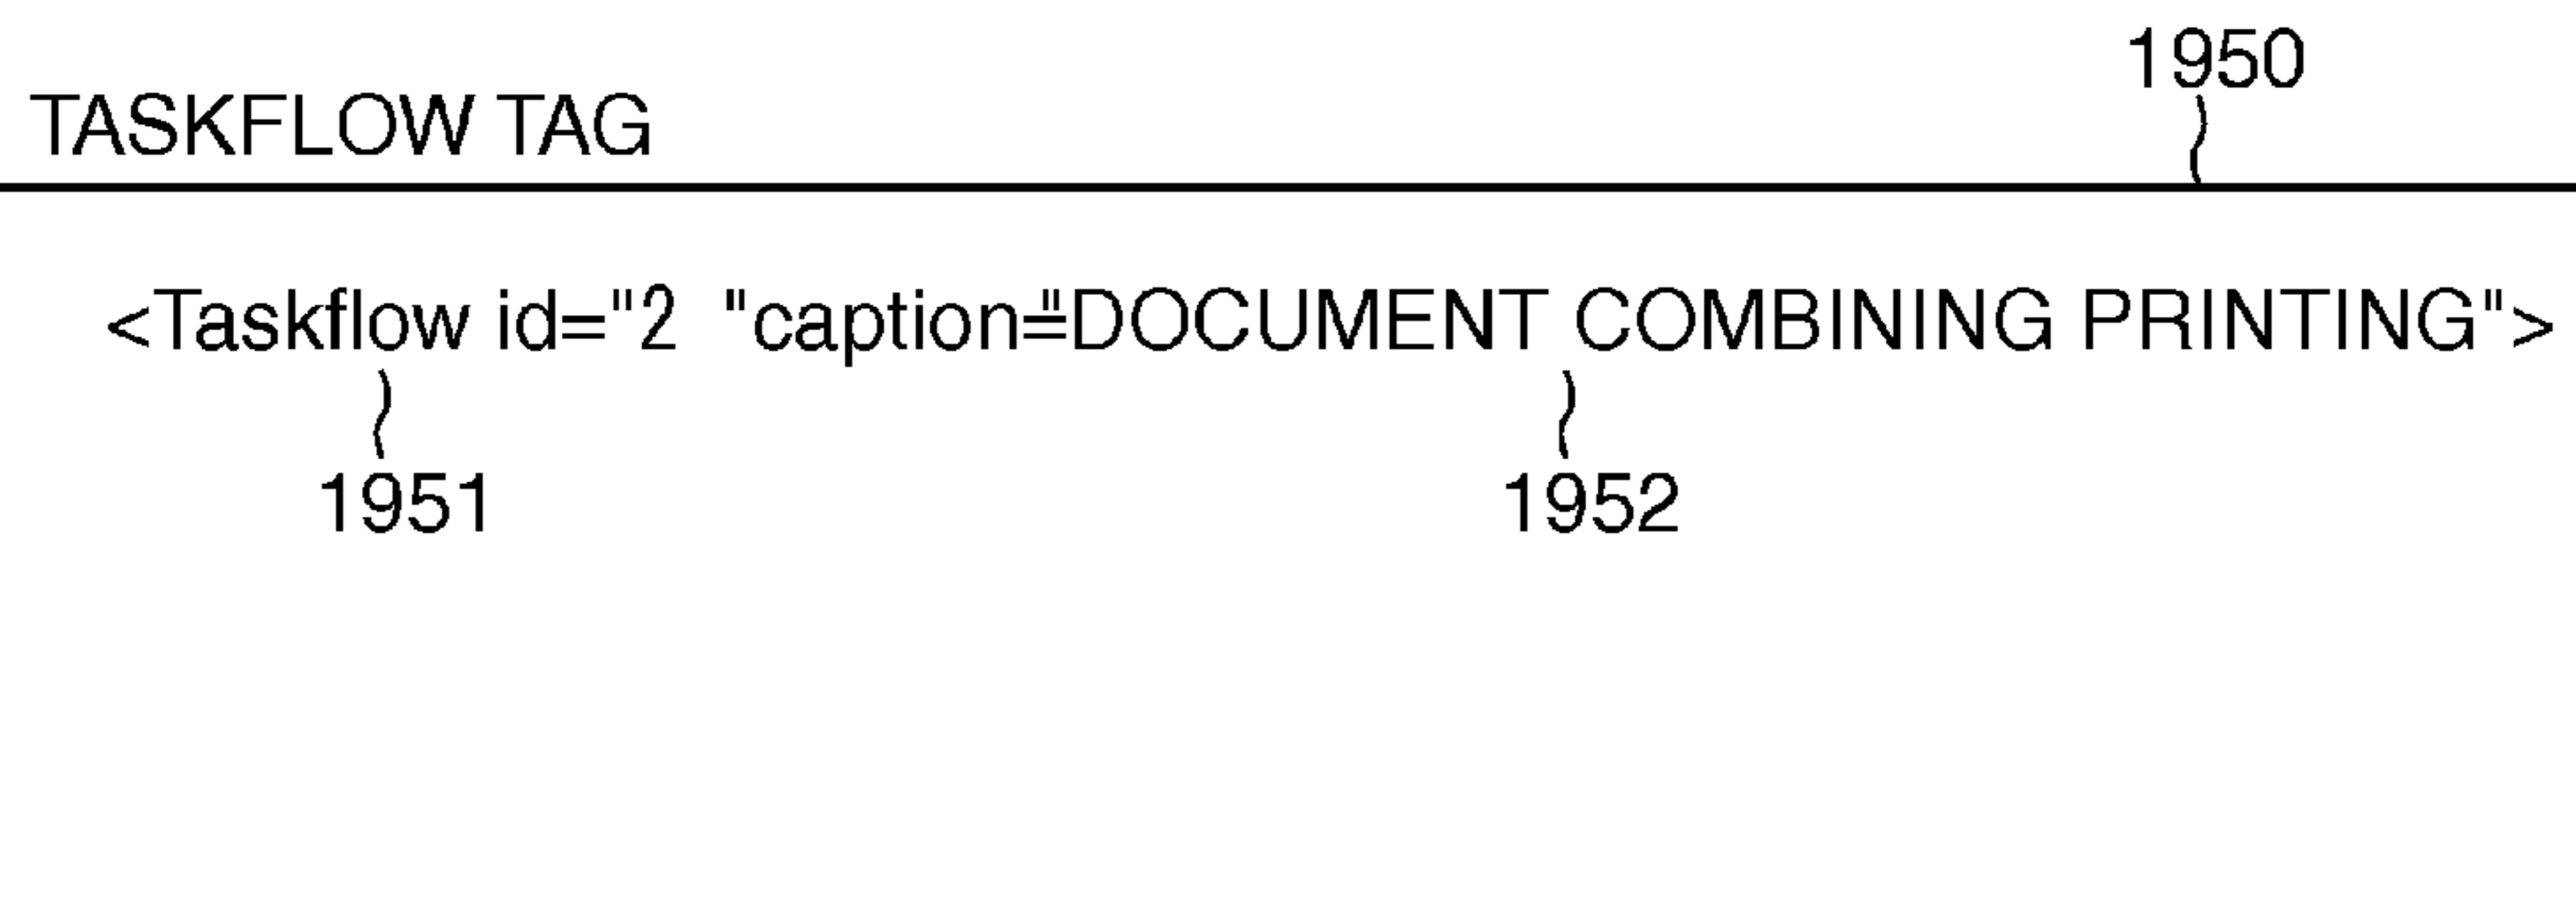 1950
TASKFLOW TAG
<Taskflow id="2  "caption="DOCUMENT COMBINING PRINTING">
1951 1952